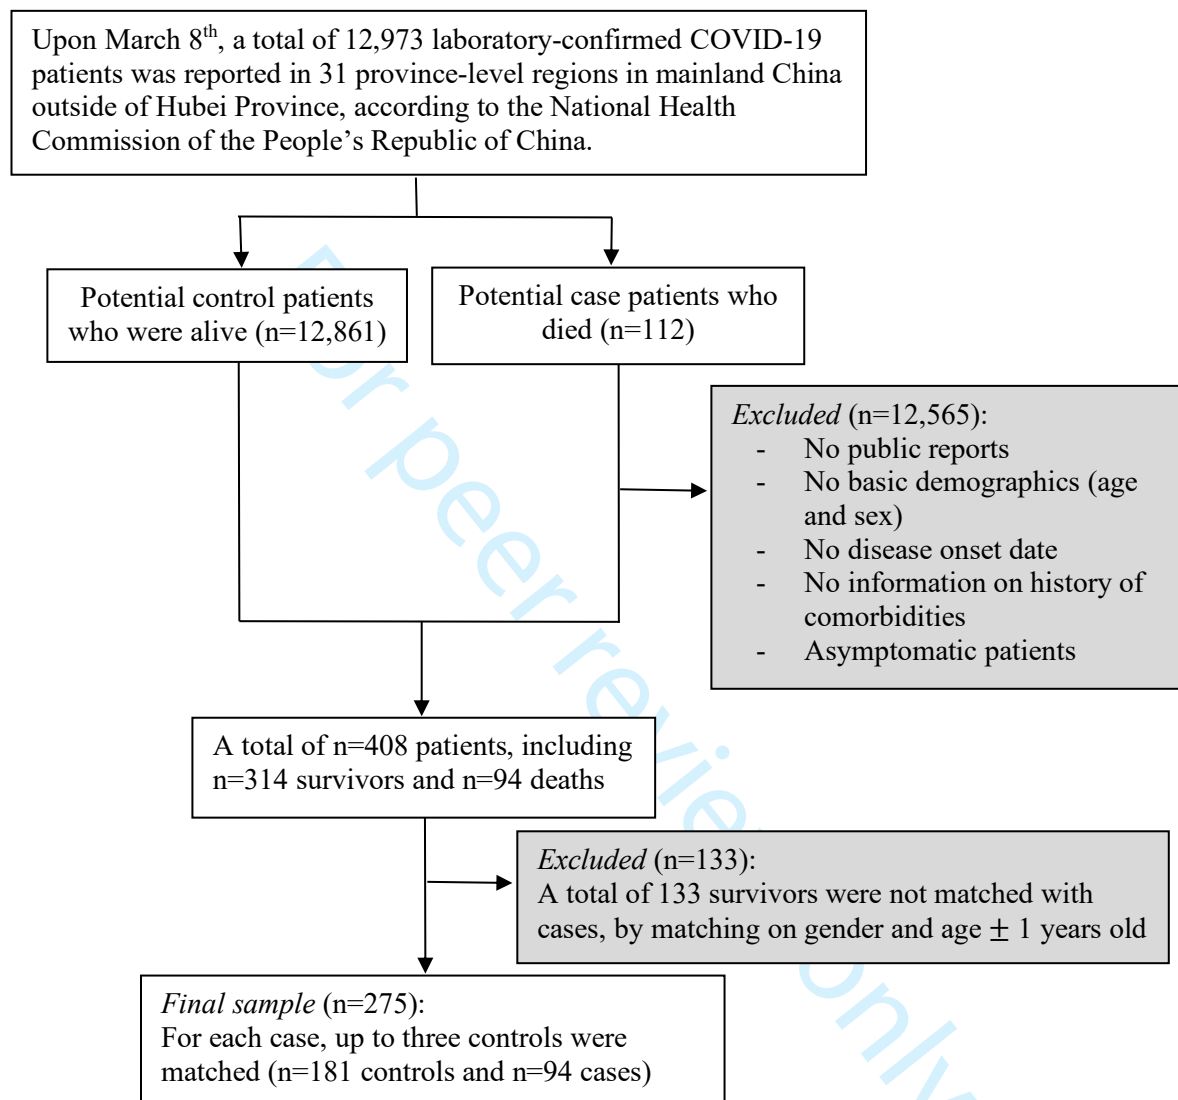 Upon March 8th, a total of 12,973 laboratory-confirmed COVID-19
patients was reported in 31 province-level regions in mainland China
outside of Hubei Province, according to the National Health
Commission of the People’s Republic of China.
Potential control patients
who were alive (n=12,861)
Potential case patients who
died (n=112)
Excluded (n=12,565):
- No public reports
- No basic demographics (age
and sex)
- No disease onset date
- No information on history of
comorbidities
- Asymptomatic patients
A total of n=408 patients, including
n=314 survivors and n=94 deaths
Excluded (n=133):
A total of 133 survivors were not matched with
cases, by matching on gender and age ± 1 years old
Final sample (n=275):
For each case, up to three controls were
matched (n=181 controls and n=94 cases)
For peer review only